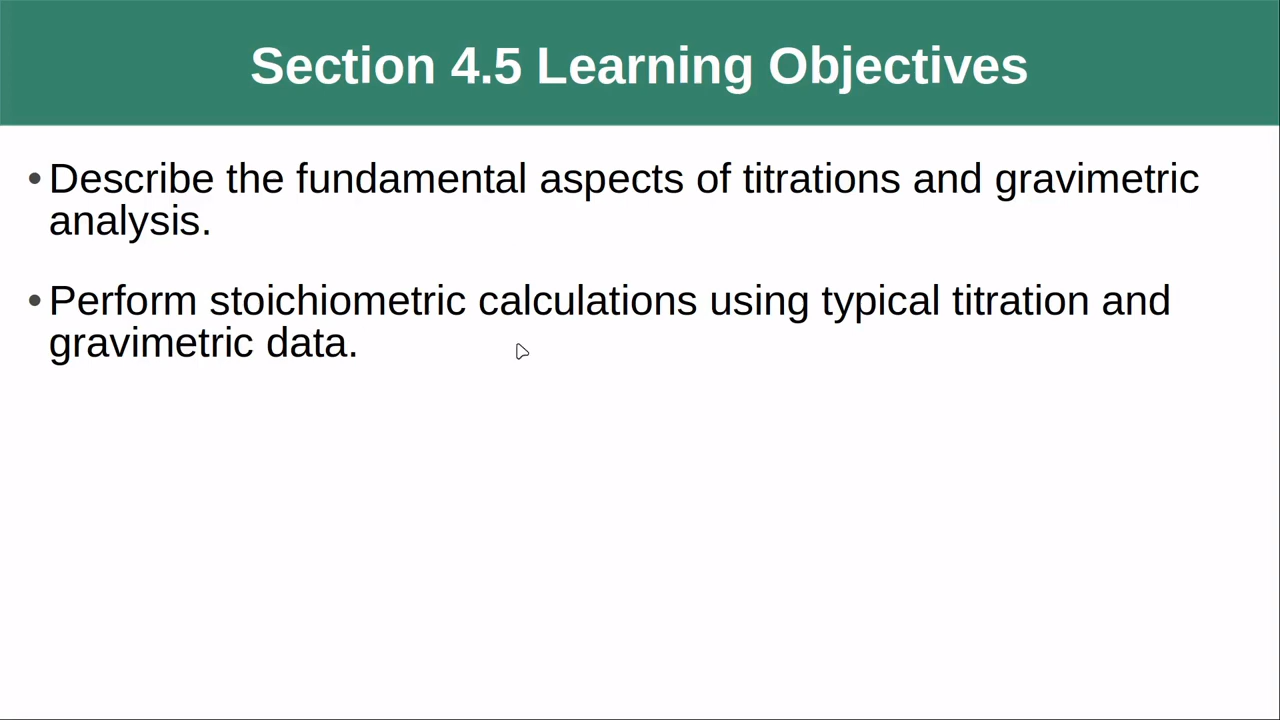 Section 4.5 Learning Objectives
• Describe the fundamental aspects of titrations and gravimetric
analysis.
• Perform stoichiometric calculations using typical titration and
gravimetric data.